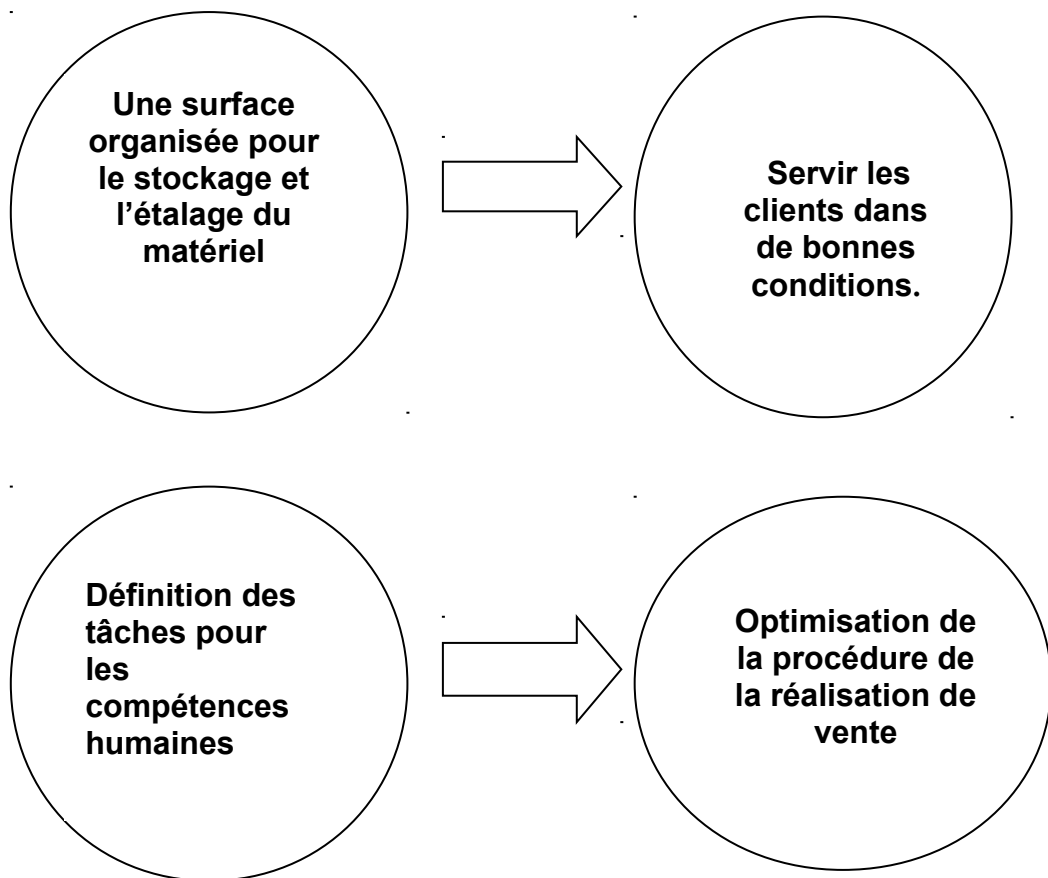 Une surface
organisée pour
le stockage et
l’étalage du
matériel
Servir les
clients dans
de bonnes
conditions.
Définition des
tâches pour
les
compétences
humaines
Optimisation de
la procédure de
la réalisation de
vente